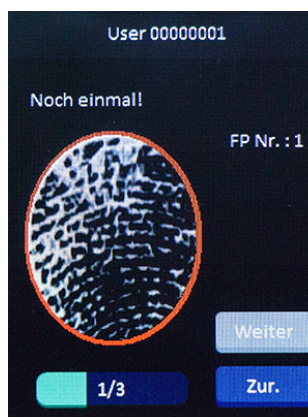 User 00000001
Noch einmal!
FP Nr. : 1
Weiter
1/3
Zur.